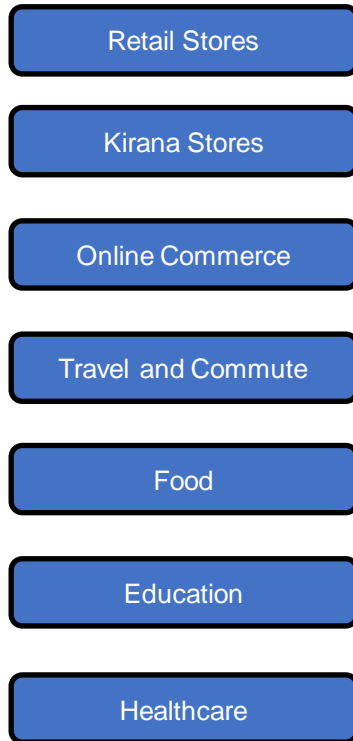 Retail Stores
Kirana Stores
Online Commerce
Travel and Commute
Food
Education
Healthcare